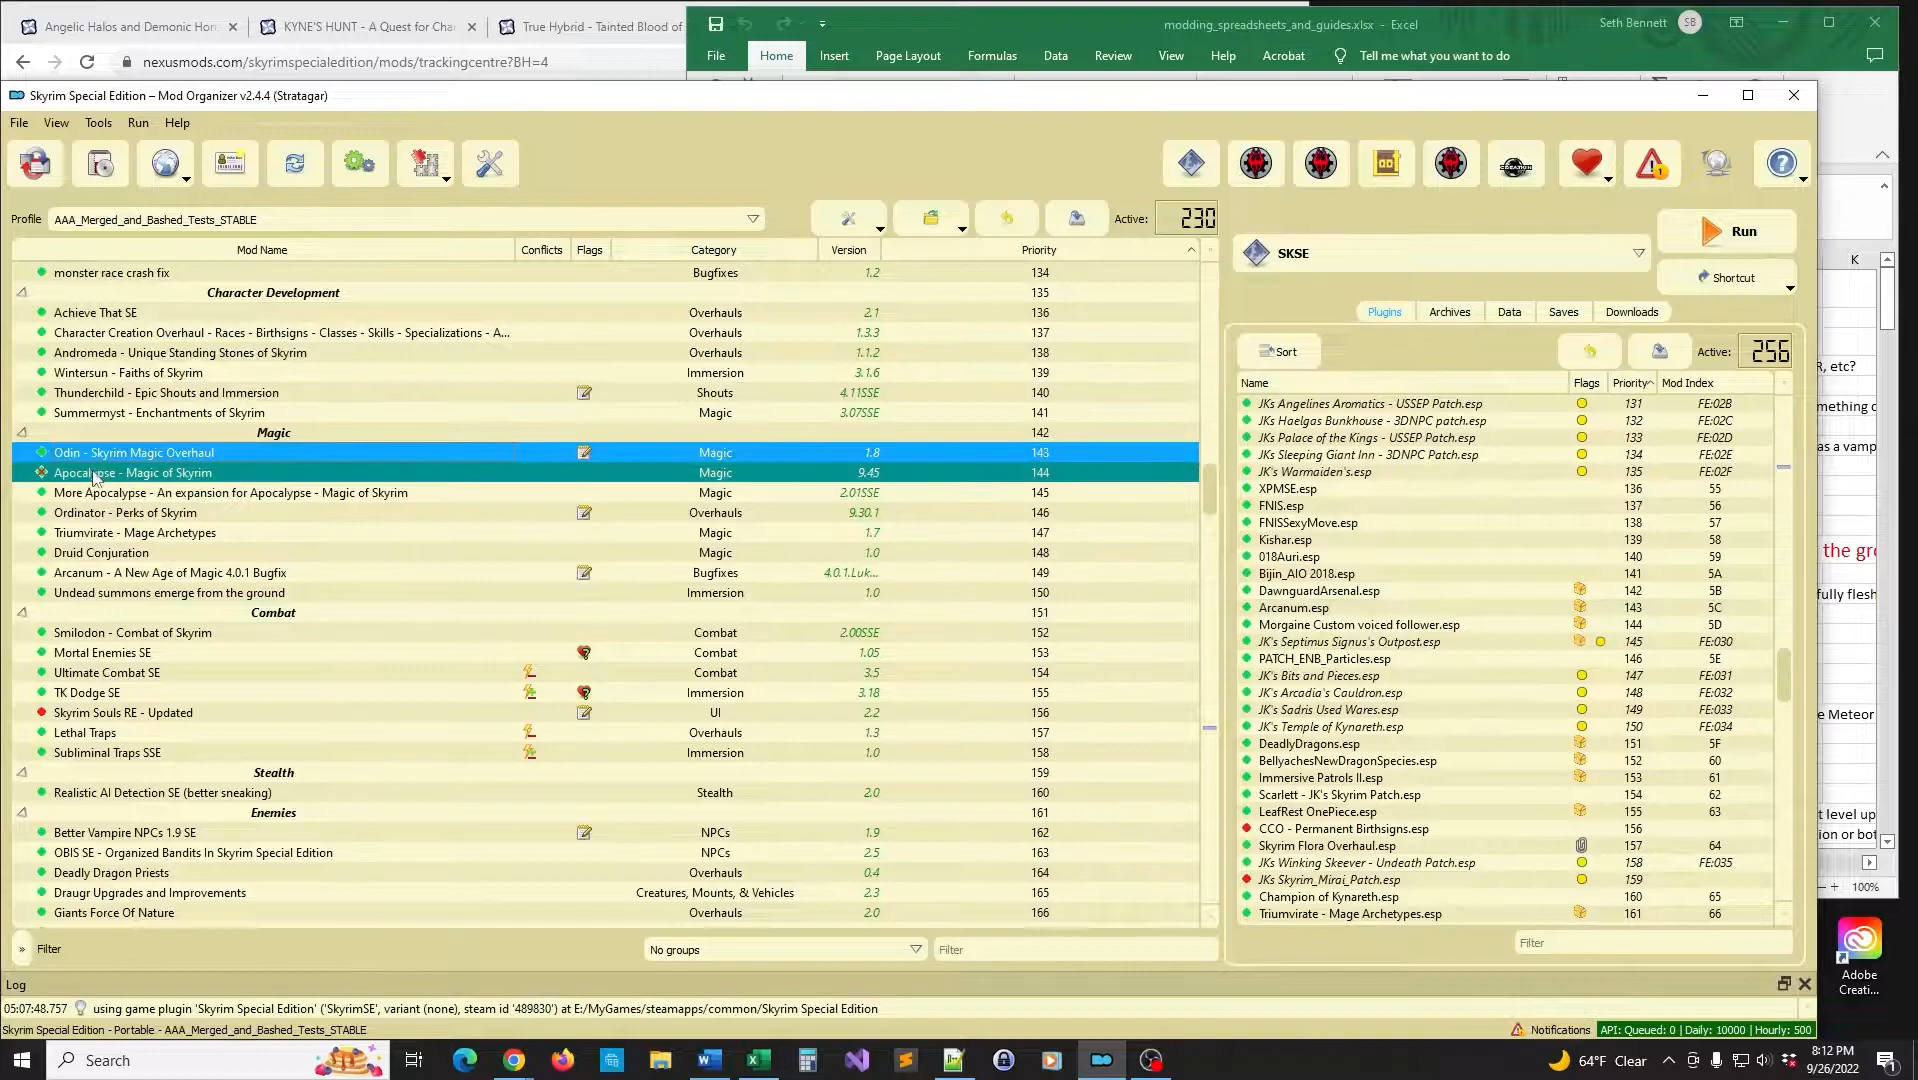 Angelic Halos and Demonic Hor
KYNE'S HUNT - A Quest for Cha
True Hybrid - Tainted Blood of
nexusmods.com/skyrimspecialedition/mods/trackingcentre?BH=4
modding_spreadsheets_and_guides.xlsx - Excel
Seth Bennett
SB
File Home Insert Page Layout Formulas Data Review View Help Acrobat Tell me what you want to do
Skyrim Special Edition – Mod Organizer v2.4.4 (Stratagar)
File View Tools Run Help
Profile AAA_Merged_and_Bashed_Tests_STABLE
Active: 230
Mod Name Conflicts Flags Category Version Priority
monster race crash fix Bugfixes 1.2 134
Character Development 135
Achieve That SE Overhauls 2.1 136
Character Creation Overhaul - Races - Birthsigns - Classes - Skills - Specializations - A... Overhauls 1.3.3 137
Andromeda - Unique Standing Stones of Skyrim Overhauls 1.1.2 138
Wintersun - Faiths of Skyrim Immersion 3.1.6 139
Thunderchild - Epic Shouts and Immersion Shouts 4.11SSE 140
Summermyst - Enchantments of Skyrim Magic 3.07SSE 141
Magic 142
Odin - Skyrim Magic Overhaul Magic 1.8 143
Apocalypse - Magic of Skyrim Magic 9.45 144
More Apocalypse - An expansion for Apocalypse - Magic of Skyrim Magic 2.01SSE 145
Ordinator - Perks of Skyrim Overhauls 9.30.1 146
Triumvirate - Mage Archetypes Magic 1.7 147
Druid Conjuration Magic 1.0 148
Arcanum - A New Age of Magic 4.0.1 Bugfix Bugfixes 4.0.1.Luk... 149
Undead summons emerge from the ground Immersion 1.0 150
Combat 151
Smilodon - Combat of Skyrim Combat 2.00SSE 152
Mortal Enemies SE Combat 1.05 153
Ultimate Combat SE Combat 3.5 154
TK Dodge SE Immersion 3.18 155
Skyrim Souls RE - Updated UI 2.2 156
Lethal Traps Overhauls 1.3 157
Subliminal Traps SSE Immersion 1.0 158
Stealth 159
Realistic AI Detection SE (better sneaking) Stealth 2.0 160
Enemies 161
Better Vampire NPCs 1.9 SE NPCs 1.9 162
OBIS SE - Organized Bandits In Skyrim Special Edition NPCs 2.5 163
Deadly Dragon Priests Overhauls 0.4 164
Draugr Upgrades and Improvements Creatures, Mounts, & Vehicles 2.3 165
Giants Force Of Nature Overhauls 2.0 166
» Filter No groups Filter
SKSE
Run
Shortcut
Plugins Archives Data Saves Downloads
Sort
Active: 256
Name Flags Priority Mod Index
JKs Angelines Aromatics - USSEP Patch.esp 131 FE:02B
JKs Haelgas Bunkhouse - 3DNPC patch.esp 132 FE:02C
JKs Palace of the Kings - USSEP Patch.esp 133 FE:02D
JKs Sleeping Giant Inn - 3DNPC Patch.esp 134 FE:02E
JK's Warmaiden's.esp 135 FE:02F
XPMSE.esp 136 55
FNIS.esp 137 56
FNISSexyMove.esp 138 57
Kishar.esp 139 58
018Auri.esp 140 59
Bijin_AIO 2018.esp 141 5A
DawnguardArsenal.esp 142 5B
Arcanum.esp 143 5C
Morgaine Custom voiced follower.esp 144 5D
JK's Septimus Signus's Outpost.esp 145 FE:030
PATCH_ENB_Particles.esp 146 5E
JK's Bits and Pieces.esp 147 FE:031
JK's Arcadia's Cauldron.esp 148 FE:032
JK's Sadris Used Wares.esp 149 FE:033
JK's Temple of Kynareth.esp 150 FE:034
DeadlyDragons.esp 151 5F
BellyachesNewDragonSpecies.esp 152 60
Immersive Patrols II.esp 153 61
Scarlett - JK's Skyrim Patch.esp 154 62
LeafRest OnePiece.esp 155 63
CCO - Permanent Birthsigns.esp 156
Skyrim Flora Overhaul.esp 157 64
JKs Winking Skeever - Undeath Patch.esp 158 FE:035
JKs Skyrim_Mirai_Patch.esp 159
Champion of Kynareth.esp 160 65
Triumvirate - Mage Archetypes.esp 161 66
Filter
K
R, etc?
mething o
as a vamp
the gro
fully flesh
e Meteor
t level up
ion or bot
100%
Log
05:07:48.757 using game plugin 'Skyrim Special Edition' ('SkyrimSE', variant (none), steam id '489830') at E:/MyGames/steamapps/common/Skyrim Special Edition
Skyrim Special Edition - Portable - AAA_Merged_and_Bashed_Tests_STABLE
Notifications API: Queued: 0 | Daily: 10000 | Hourly: 500
Adobe
Creati...
Search
64°F Clear
8:12 PM
9/26/2022
1